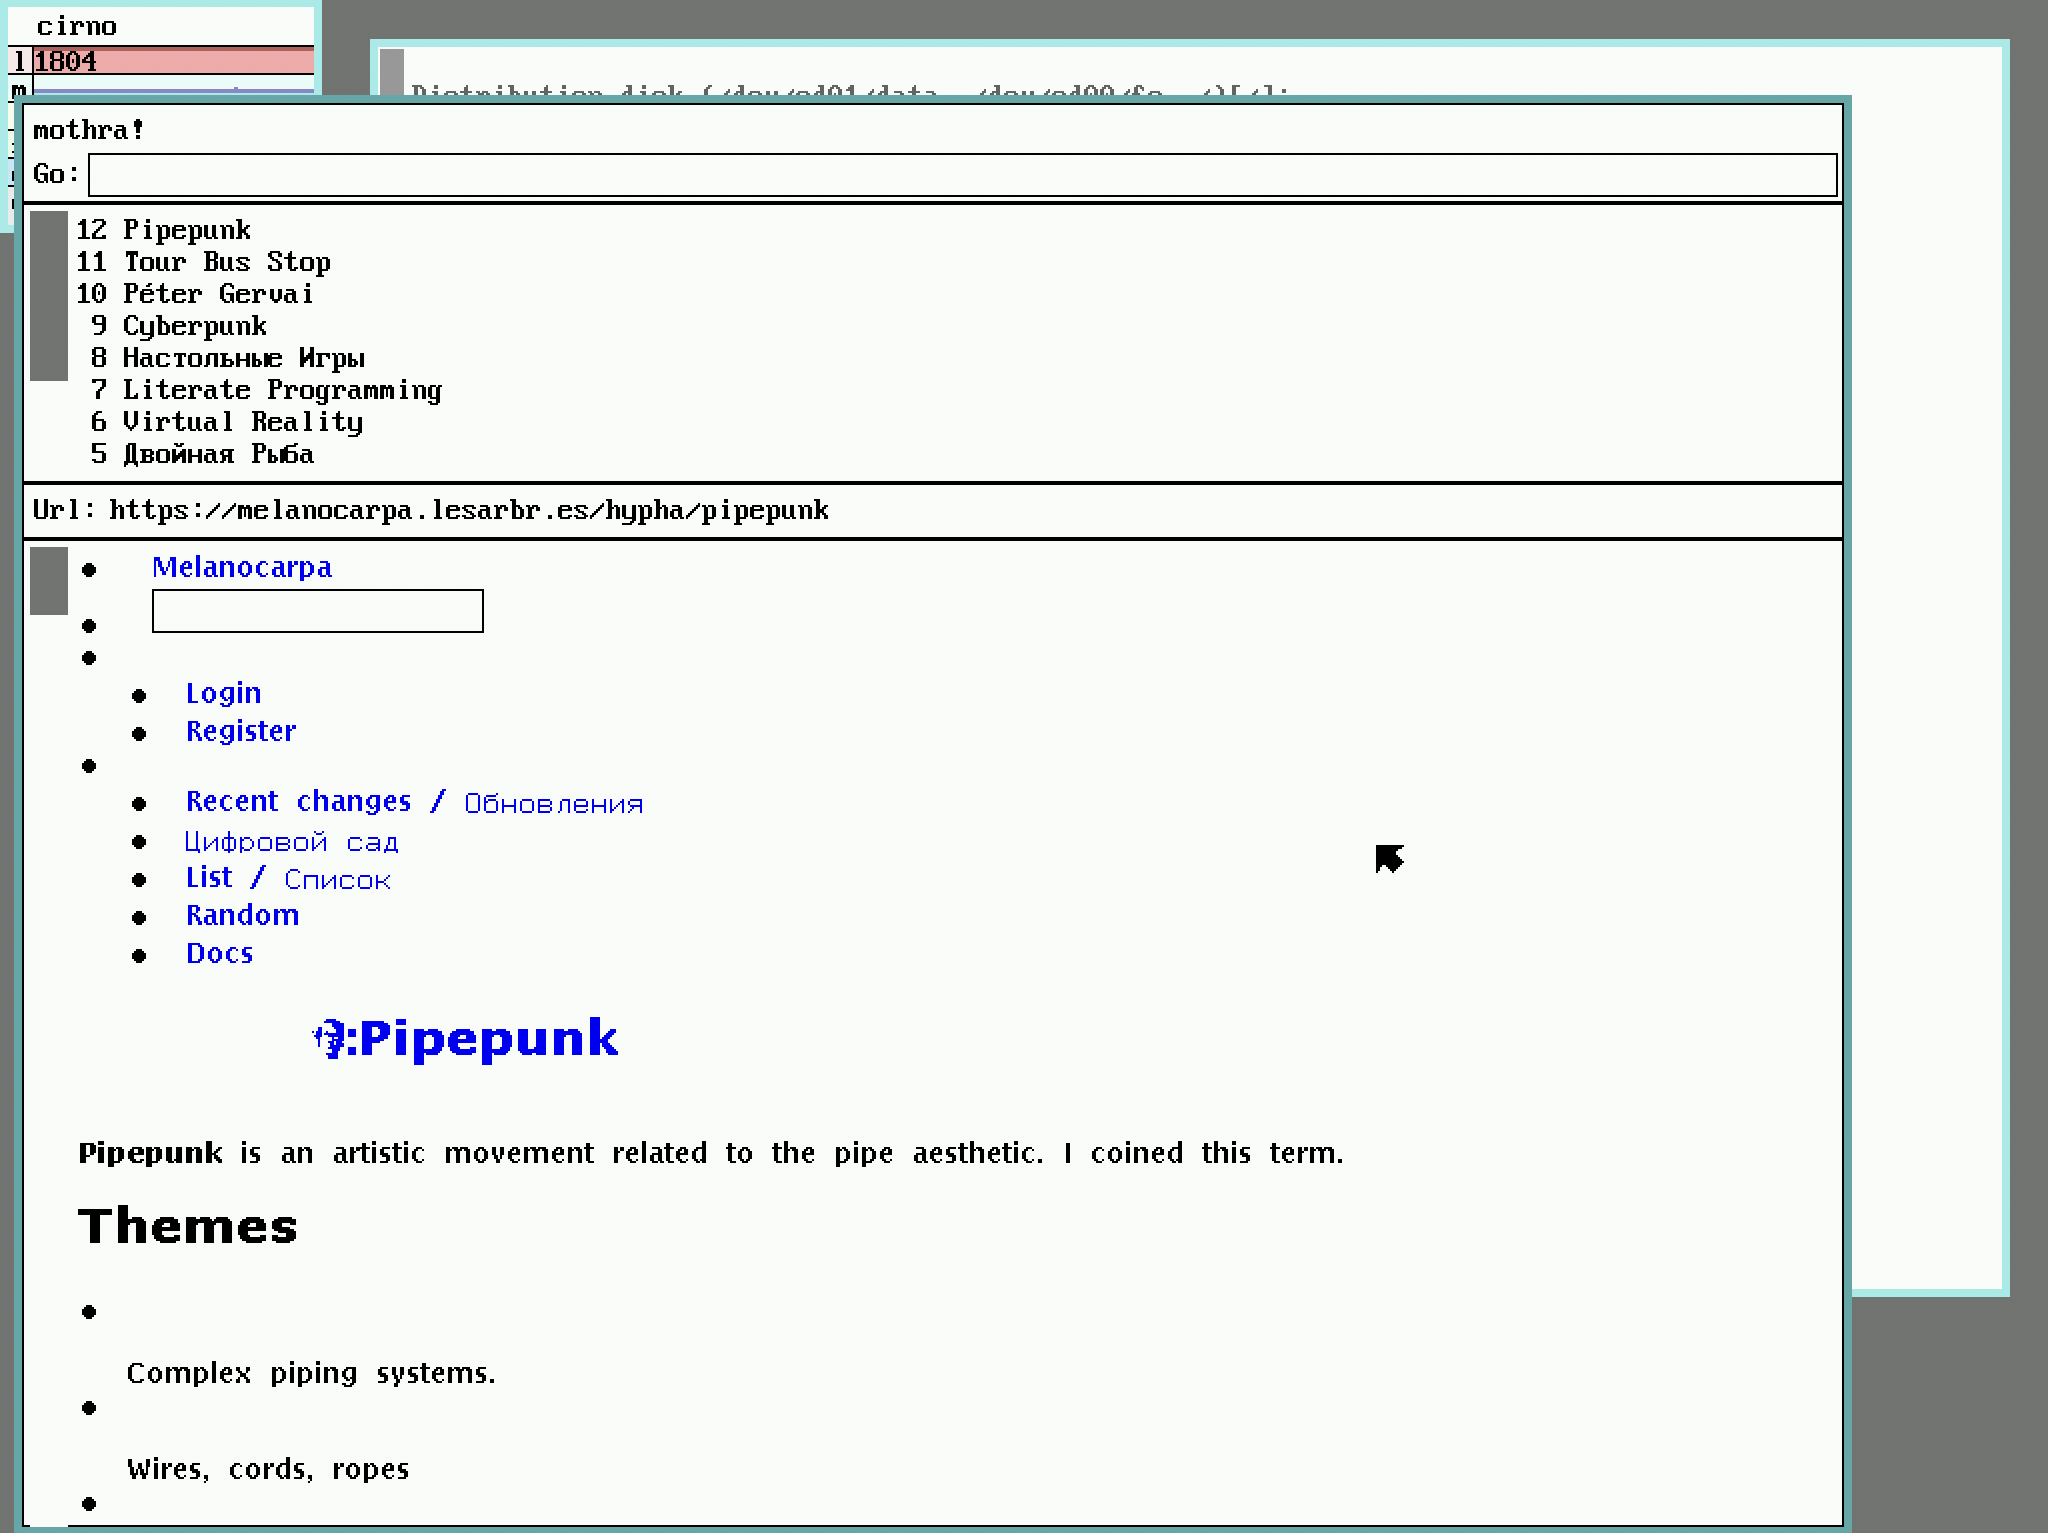 cirno
l 1804
m
Distribution disk (/dev/sd01/data, /dev/sd00/fs, /)[/]:
mothra!
Go:
12 Pipepunk
11 Tour Bus Stop
10 Péter Gervai
9 Cyberpunk
8 Настольные Игры
7 Literate Programming
6 Virtual Reality
5 Двойная Рыба
Url: https://melanocarpa.lesarbr.es/hypha/pipepunk
Melanocarpa
Login
Register
Recent changes / Обновления
Цифровой сад
List / Список
Random
Docs
:Pipepunk
Pipepunk is an artistic movement related to the pipe aesthetic. I coined this term.
Themes
Complex piping systems.
Wires, cords, ropes